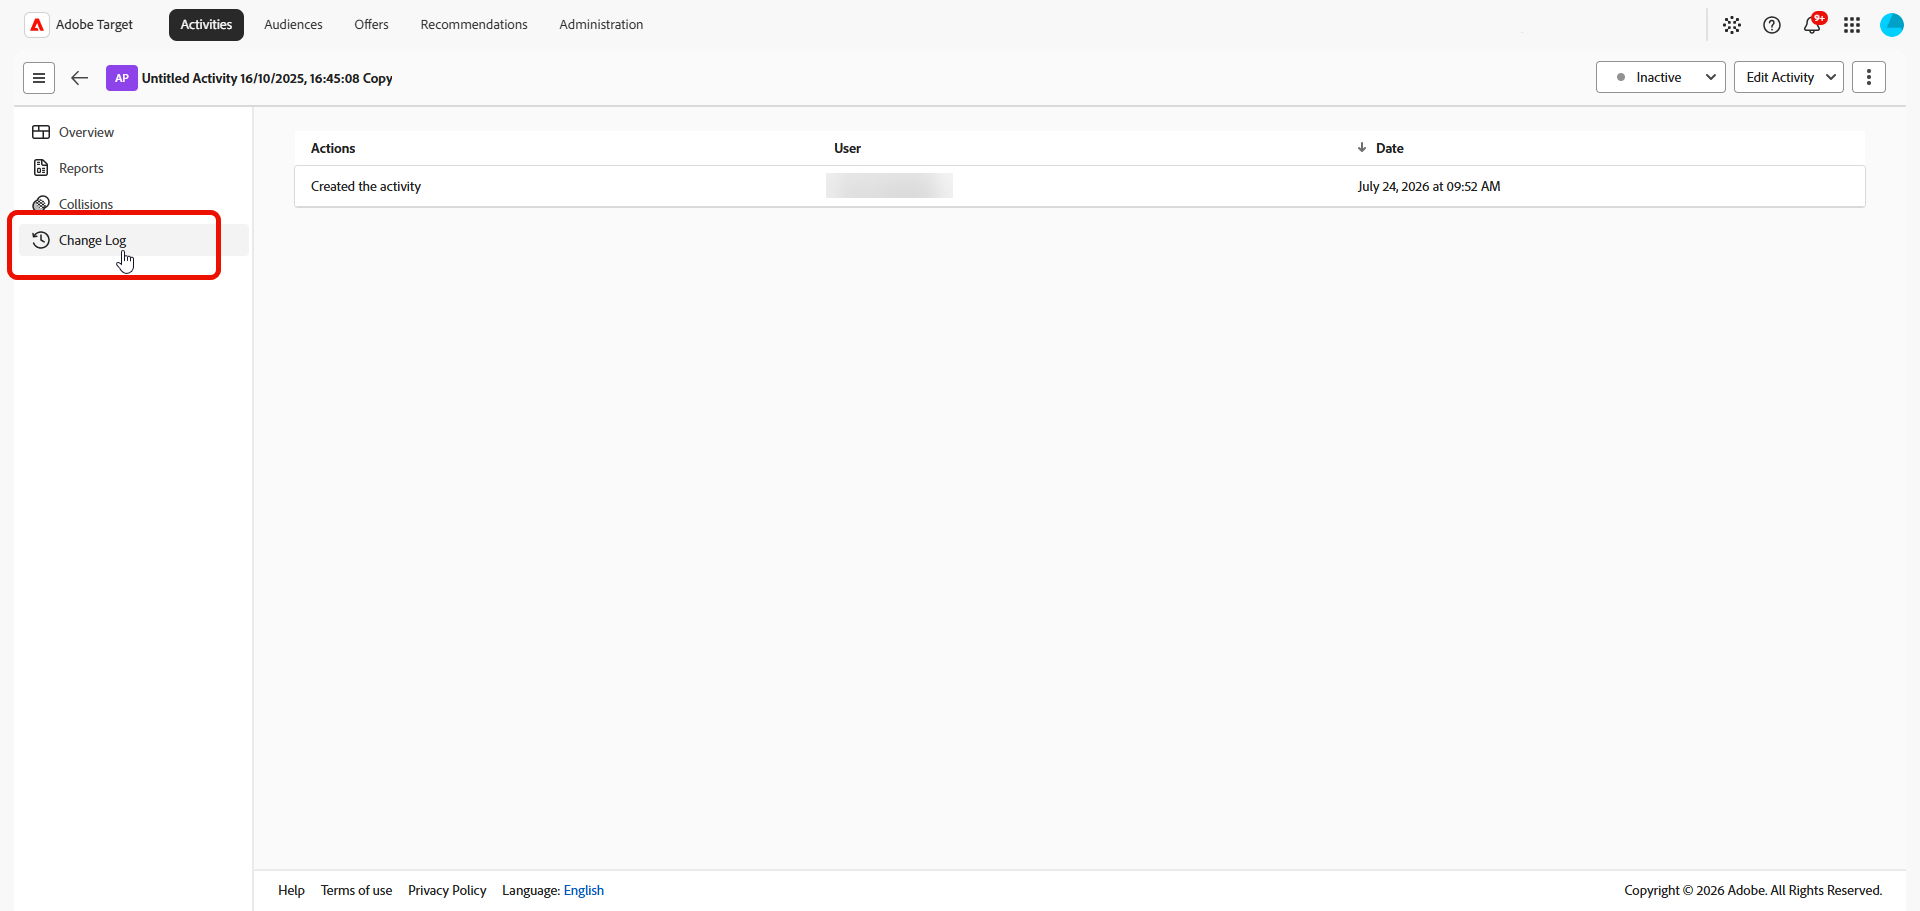 Adobe Target
Activities
Audiences
Offers
Recommendations
Administration
9+
AP
Untitled Activity 16/10/2025, 16:45:08 Copy
Inactive
Edit Activity
Overview
Reports
Collisions
Change Log
Actions
User
Date
Created the activity
July 24, 2026 at 09:52 AM
Help
Terms of use
Privacy Policy
Language: English
Copyright © 2026 Adobe. All Rights Reserved.